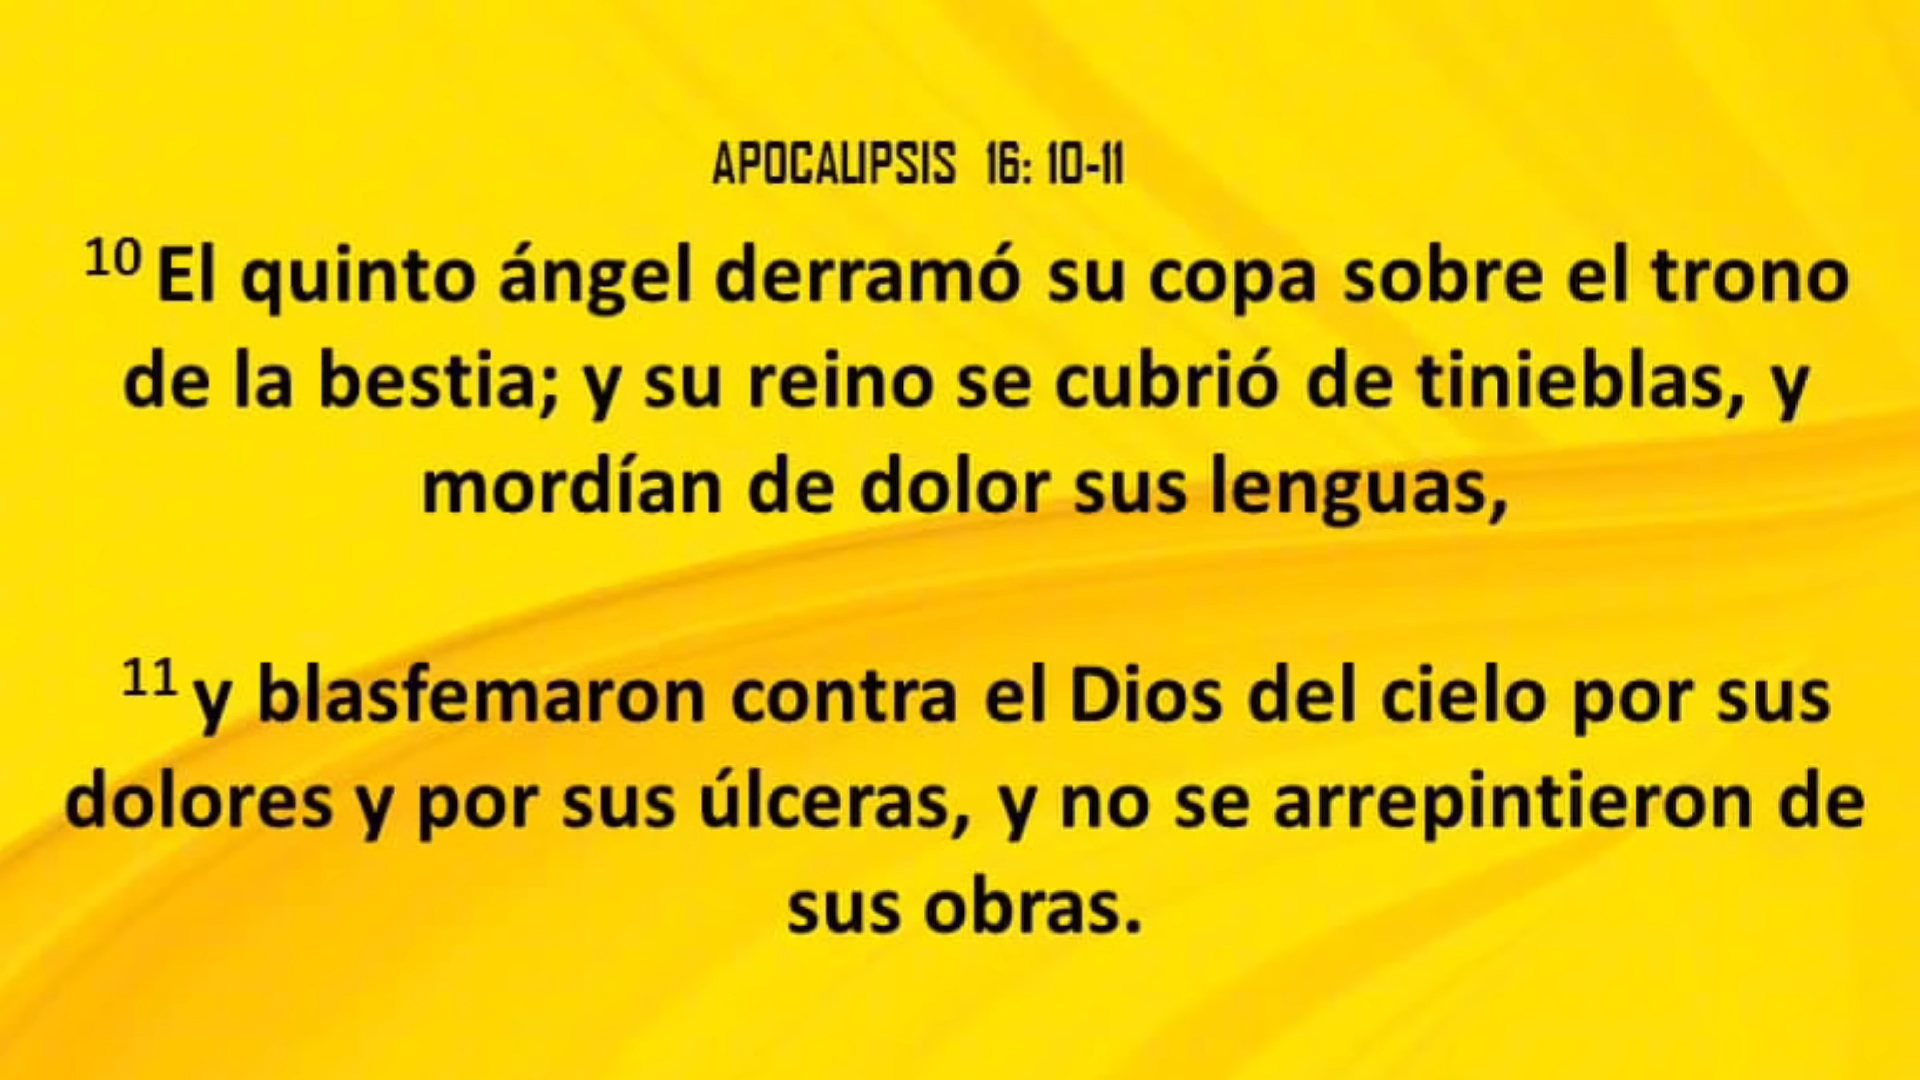 APOCALIPSIS 16: 10-11
10 El quinto ángel derramó su copa sobre el trono
de la bestia; y su reino se cubrió de tinieblas, y
mordían de dolor sus lenguas,
11 y blasfemaron contra el Dios del cielo por sus
dolores y por sus úlceras, y no se arrepintieron de
sus obras.